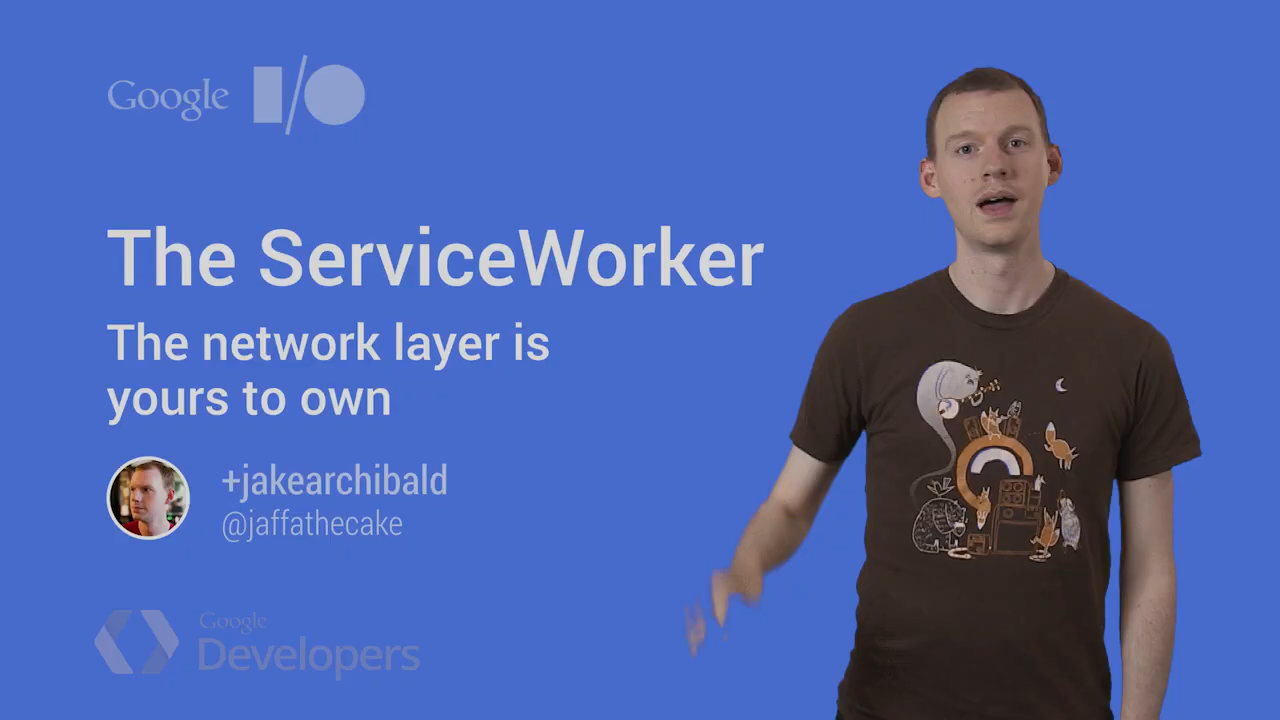 Google I/O
The ServiceWorker
The network layer is
yours to own
+jakearchibald
@jaffathecake
Google
Developers